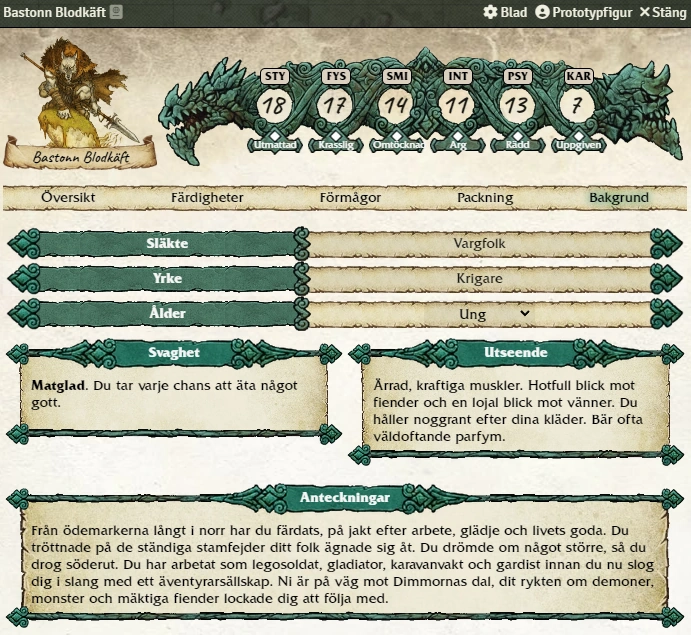 Bastonn Blodkäft
Blad Prototypfigur Stäng
STY FYS SMI INT PSY KAR
18 17 14 11 13 7
Utmattad Krasslig Omtöcknad Arg Rädd Uppgiven
Bastonn Blodkäft
Översikt Färdigheter Förmågor Packning Bakgrund
Släkte Vargfolk
Yrke Krigare
Ålder Ung
Svaghet
Matglad. Du tar varje chans att äta något
gott.
Utseende
Ärrad, kraftiga muskler. Hotfull blick mot
fiender och en lojal blick mot vänner. Du
håller noggrant efter dina kläder. Bär ofta
väldoftande parfym.
Anteckningar
Från ödemarkerna långt i norr har du färdats, på jakt efter arbete, glädje och livets goda. Du
tröttnade på de ständiga stamfejder ditt folk ägnade sig åt. Du drömde om något större, så du
drog söderut. Du har arbetat som legosoldat, gladiator, karavanvakt och gardist innan du nu slog
dig i slang med ett äventyrarsällskap. Ni är på väg mot Dimmornas dal, dit rykten om demoner,
monster och mäktiga fiender lockade dig att följa med.